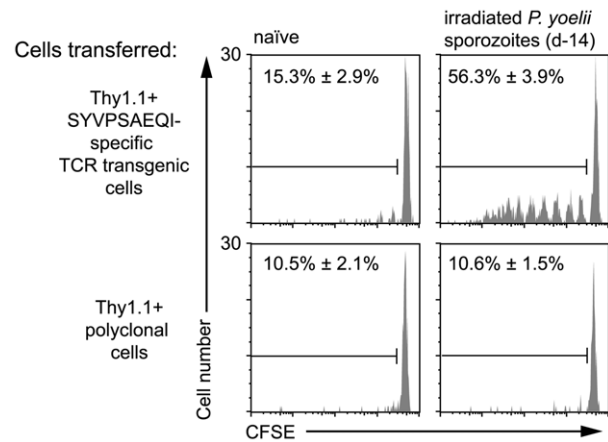 Cells transferred:
naïve
irradiated P. yoelii
sporozoites (d-14)
30
15.3% ± 2.9%
56.3% ± 3.9%
Thy1.1+
SYVPSAEQI-
specific
TCR transgenic
cells
30
10.5% ± 2.1%
10.6% ± 1.5%
Thy1.1+
polyclonal
cells
Cell number
CFSE